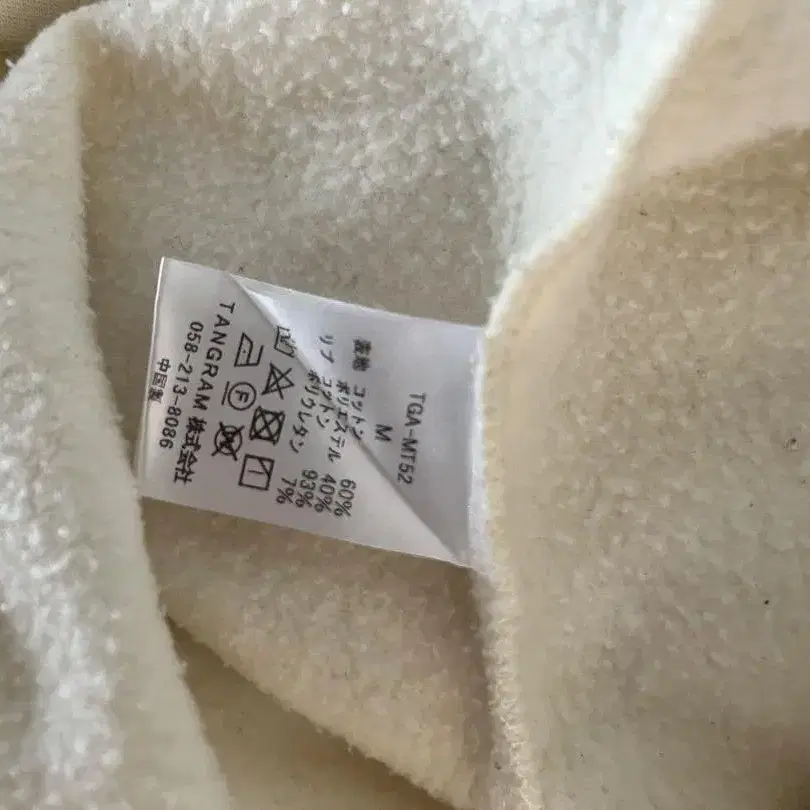 TGA-MT52
M
表地 コットン 60%
ポリエステル 40%
リブ コットン 93%
ポリウレタン 7%
F
TANGRAM 株式会社
058-213-8086
中国製